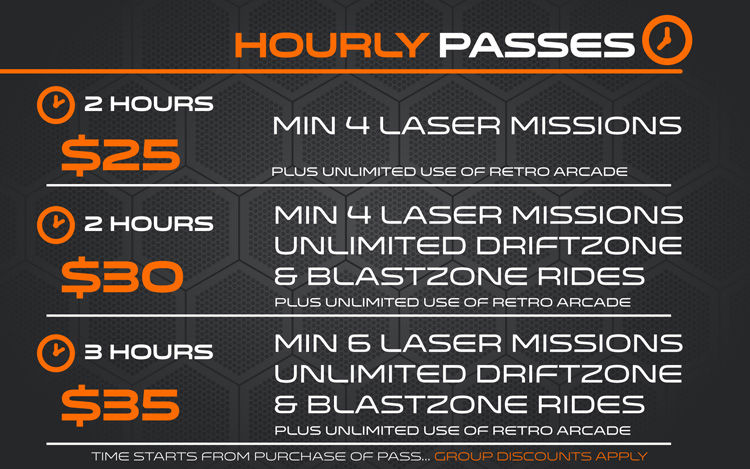 HOURLY PASSES
2 HOURS
$25
MIN 4 LASER MISSIONS
PLUS UNLIMITED USE OF RETRO ARCADE
2 HOURS
$30
MIN 4 LASER MISSIONS
UNLIMITED DRIFTZONE
& BLASTZONE RIDES
PLUS UNLIMITED USE OF RETRO ARCADE
3 HOURS
$35
MIN 6 LASER MISSIONS
UNLIMITED DRIFTZONE
& BLASTZONE RIDES
PLUS UNLIMITED USE OF RETRO ARCADE
TIME STARTS FROM PURCHASE OF PASS... GROUP DISCOUNTS APPLY